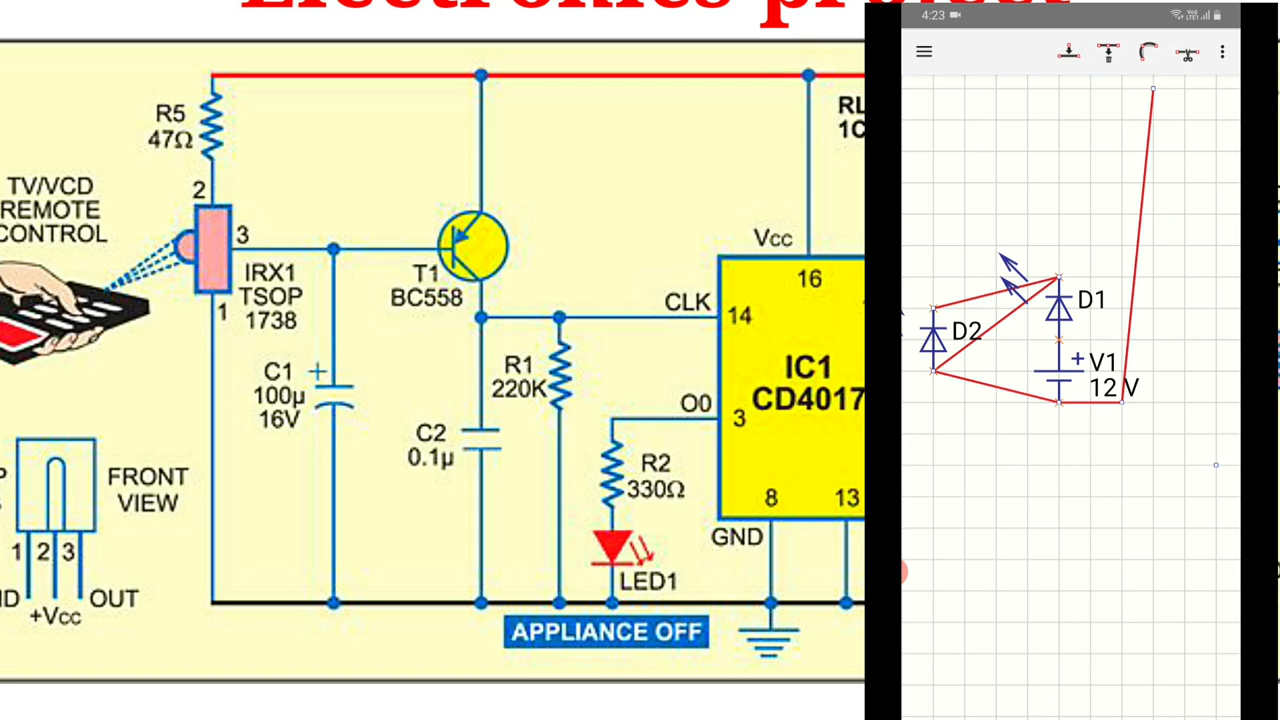 Electronics project
R5
47Ω
TV/VCD
REMOTE
CONTROL
2
3
1
IRX1
TSOP
1738
T1
BC558
C1
100µ
16V
+
C2
0.1µ
R1
220K
CLK
14
Vcc
16
IC1
CD4017
O0
3
R2
330Ω
8
13
GND
LED1
APPLIANCE OFF
FRONT
VIEW
1 2 3
+Vcc
OUT
4:23
D1
D2
+
V1
12 V